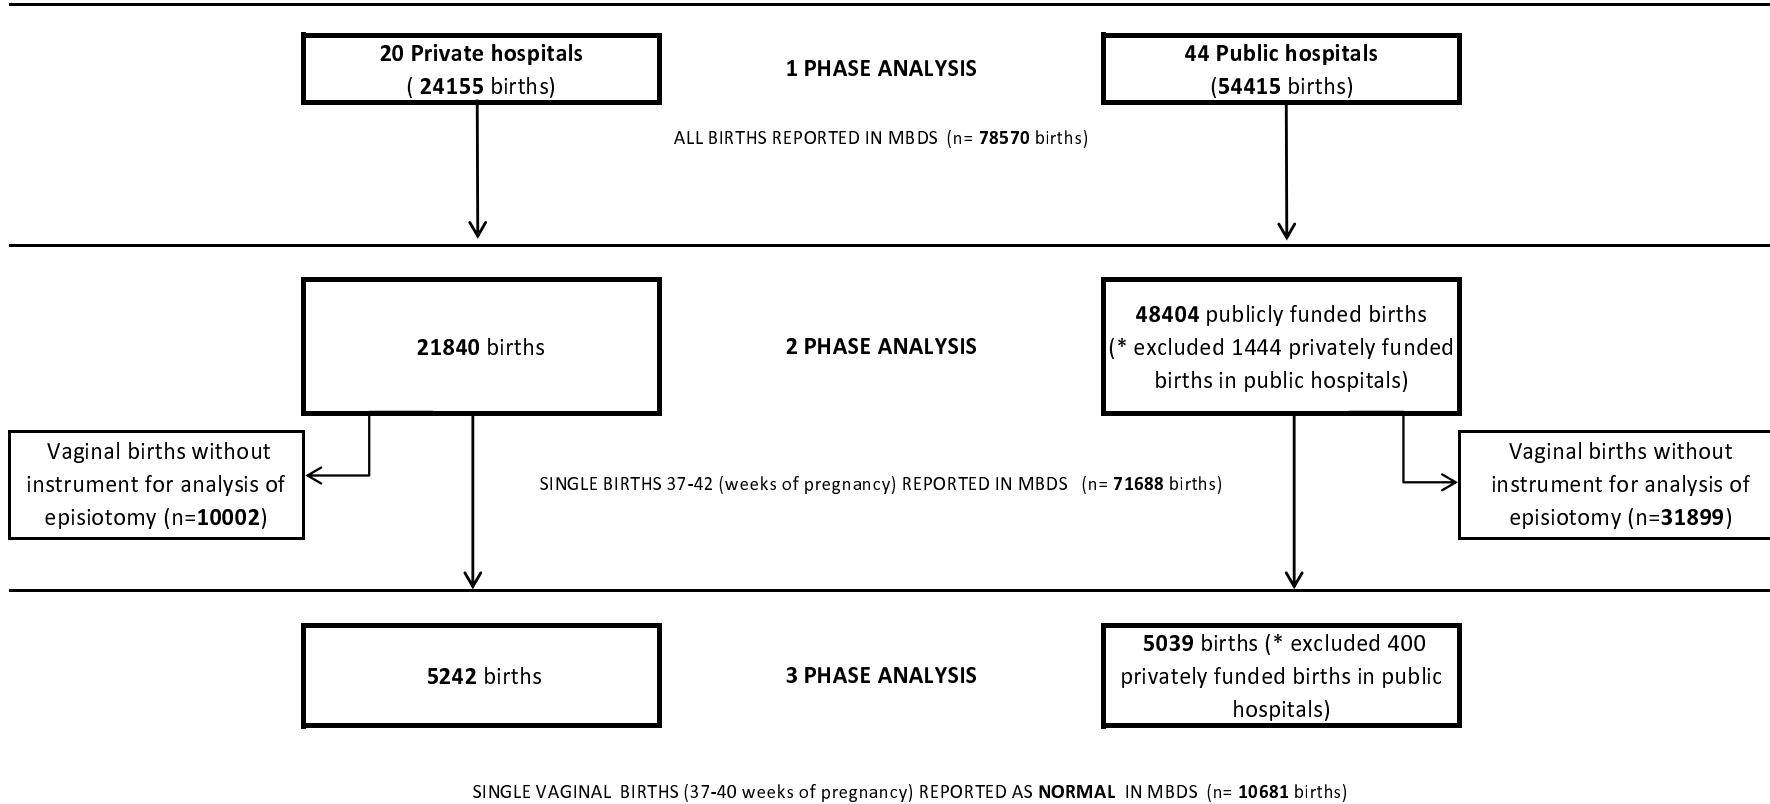 20 Private hospitals
( 24155 births)
1 PHASE ANALYSIS
44 Public hospitals
(54415 births)
ALL BIRTHS REPORTED IN MBDS (n= 78570 births)
21840 births
2 PHASE ANALYSIS
48404 publicly funded births
(* excluded 1444 privately funded
births in public hospitals)
Vaginal births without
instrument for analysis of
episiotomy (n=10002)
SINGLE BIRTHS 37-42 (weeks of pregnancy) REPORTED IN MBDS (n= 71688 births)
Vaginal births without
instrument for analysis of
episiotomy (n=31899)
5242 births
3 PHASE ANALYSIS
5039 births (* excluded 400
privately funded births in public
hospitals)
SINGLE VAGINAL BIRTHS (37-40 weeks of pregnancy) REPORTED AS NORMAL IN MBDS (n= 10681 births)